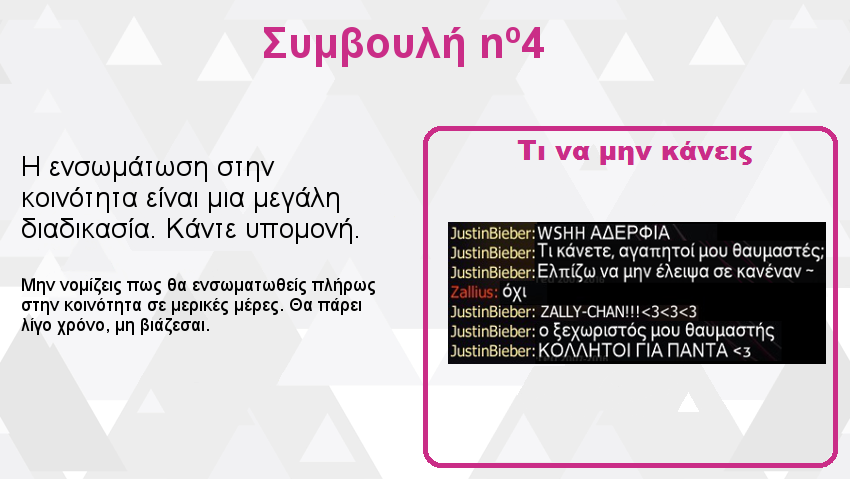 Συμβουλή nº4
Η ενσωμάτωση στην
κοινότητα είναι μια μεγάλη
διαδικασία. Κάντε υπομονή.
Μην νομίζεις πως θα ενσωματωθείς πλήρως
στην κοινότητα σε μερικές μέρες. Θα πάρει
λίγο χρόνο, μη βιάζεσαι.
Τι να μην κάνεις
JustinBieber: WSHH ΑΔΕΡΦΙΑ
JustinBieber: Τι κάνετε, αγαπητοί μου θαυμαστές;
JustinBieber: Ελπίζω να μην έλειψα σε κανέναν ~
Zallius: όχι
JustinBieber: ZALLY-CHAN!!!<3<3<3
JustinBieber: ο ξεχωριστός μου θαυμαστής
JustinBieber: ΚΟΛΛΗΤΟΙ ΓΙΑ ΠΑΝΤΑ <3